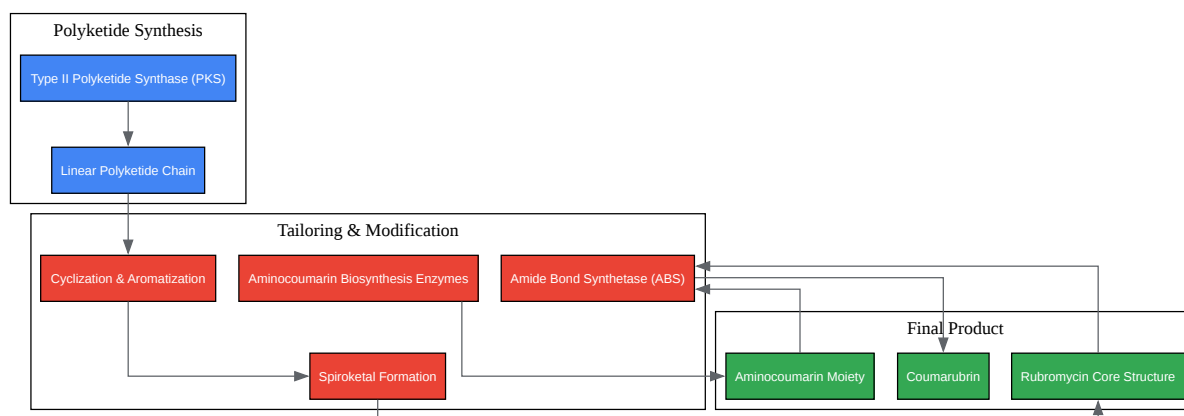 Polyketide Synthesis
Type II Polyketide Synthase (PKS)
Linear Polyketide Chain
Tailoring & Modification
Cyclization & Aromatization
Aminocoumarin Biosynthesis Enzymes
Amide Bond Synthetase (ABS)
Spiroketal Formation
Final Product
Aminocoumarin Moiety
Coumarubrin
Rubromycin Core Structure